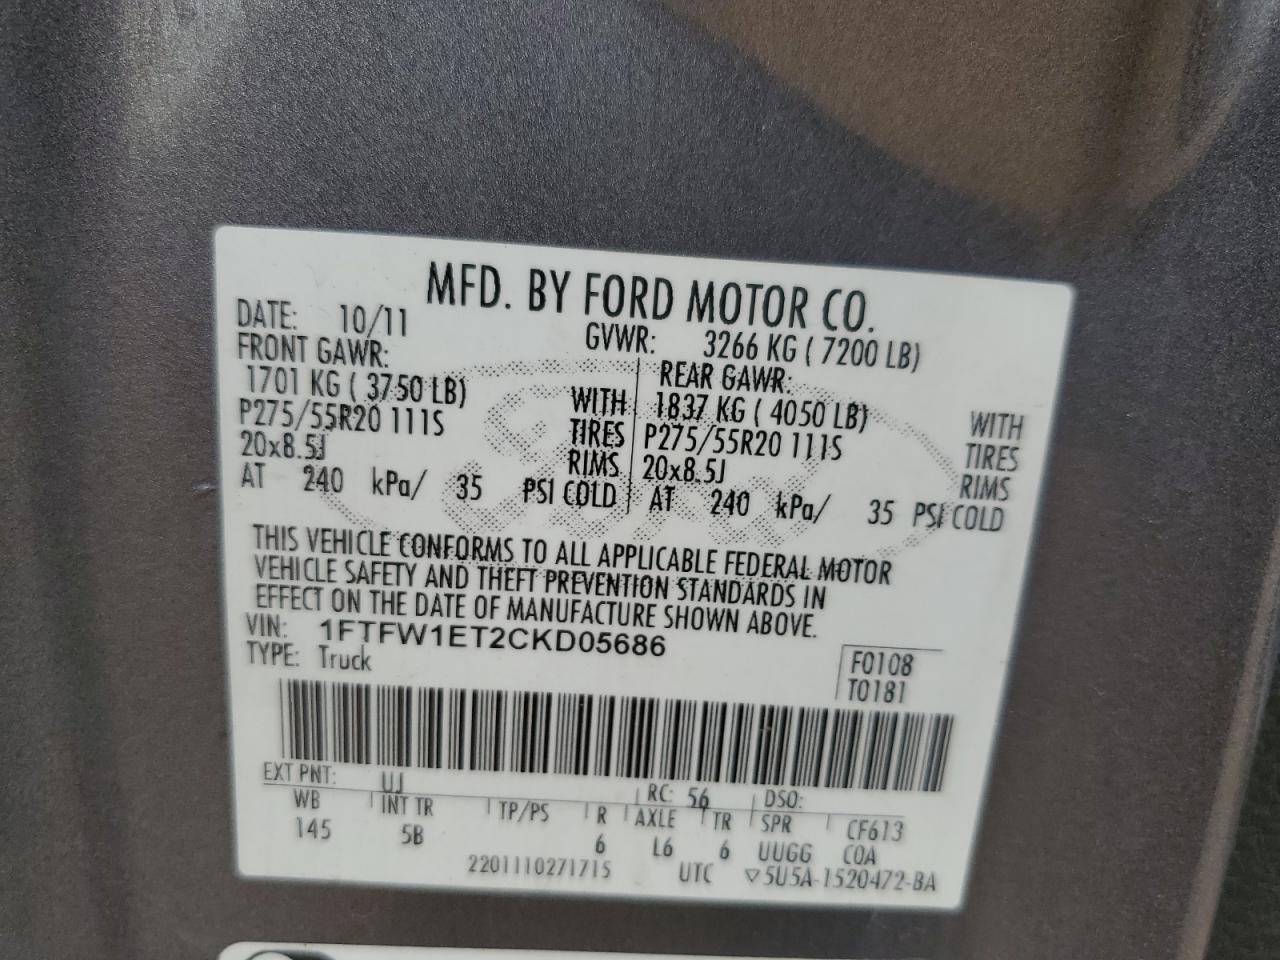 MFD. BY FORD MOTOR CO.
DATE: 10/11 GVWR: 3266 KG ( 7200 LB)
FRONT GAWR: REAR GAWR:
1701 KG ( 3750 LB) WITH 1837 KG ( 4050 LB) WITH
P275/55R20 111S TIRES P275/55R20 111S TIRES
20x8.5J RIMS 20x8.5J RIMS
AT 240 kPa/ 35 PSI COLD AT 240 kPa/ 35 PSI COLD
THIS VEHICLE CONFORMS TO ALL APPLICABLE FEDERAL MOTOR
VEHICLE SAFETY AND THEFT PREVENTION STANDARDS IN
EFFECT ON THE DATE OF MANUFACTURE SHOWN ABOVE.
VIN: 1FTFW1ET2CKD05686
TYPE: Truck F0108
T0181
EXT PNT: UJ RC: 56 DSO:
WB INT TR TP/PS R AXLE TR SPR CF613
145 5B 6 L6 6 UUGG COA
2201110271715 UTC ▽5U5A-1520472-BA